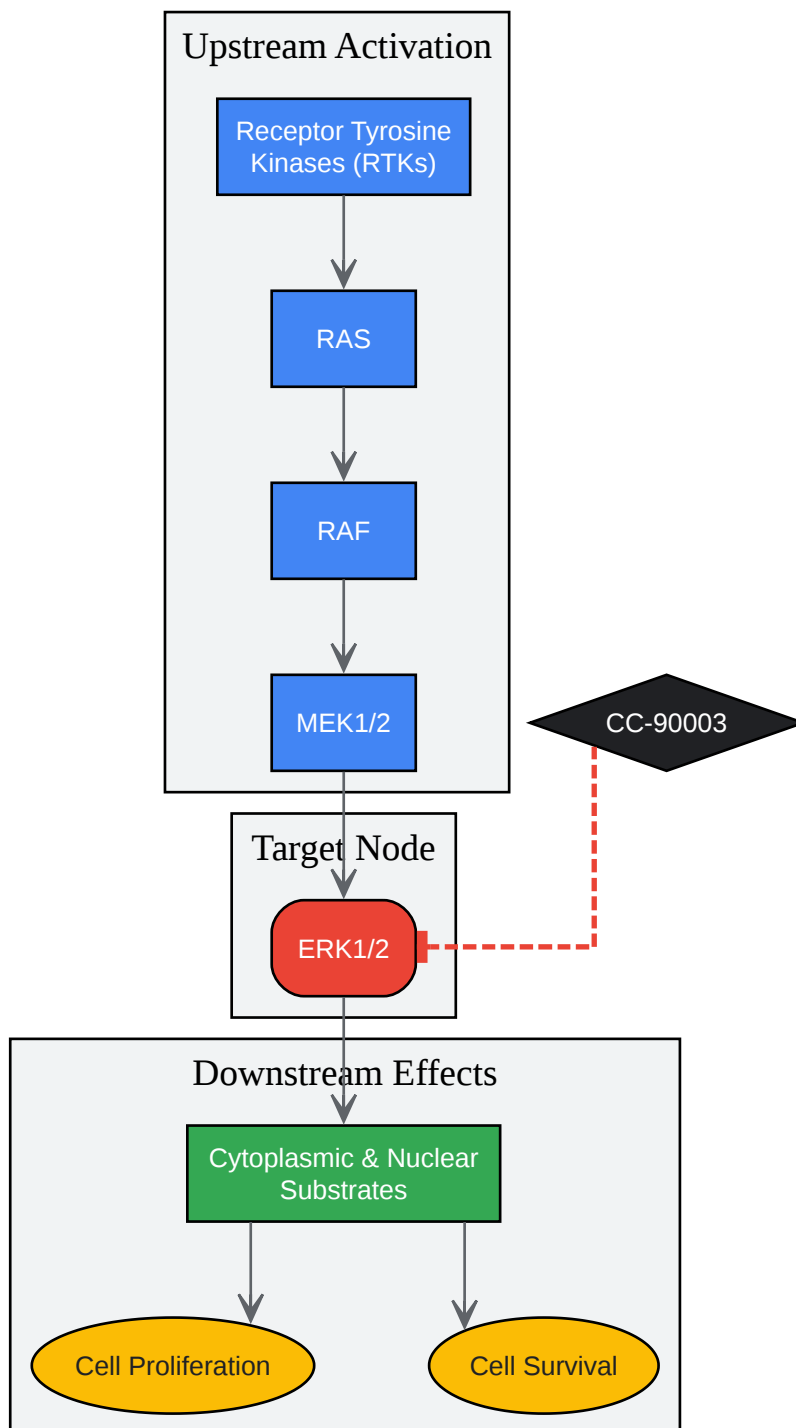 Upstream Activation
Receptor Tyrosine
Kinases (RTKs)
RAS
RAF
MEK1/2
CC-90003
Target Node
ERK1/2
Downstream Effects
Cytoplasmic & Nuclear
Substrates
Cell Proliferation
Cell Survival